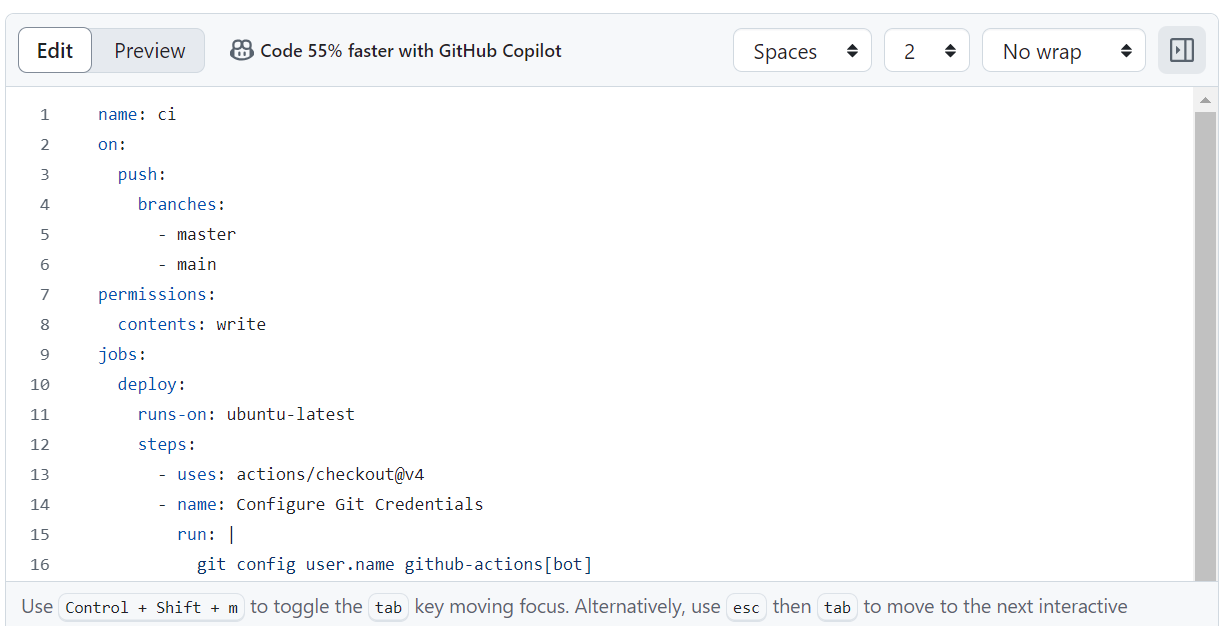 Edit Preview Code 55% faster with GitHub Copilot Spaces 2 No wrap
1 name: ci
2 on:
3   push:
4     branches:
5       - master
6       - main
7 permissions:
8   contents: write
9 jobs:
10   deploy:
11     runs-on: ubuntu-latest
12     steps:
13       - uses: actions/checkout@v4
14       - name: Configure Git Credentials
15         run: |
16           git config user.name github-actions[bot]
Use Control + Shift + m to toggle the tab key moving focus. Alternatively, use esc then tab to move to the next interactive